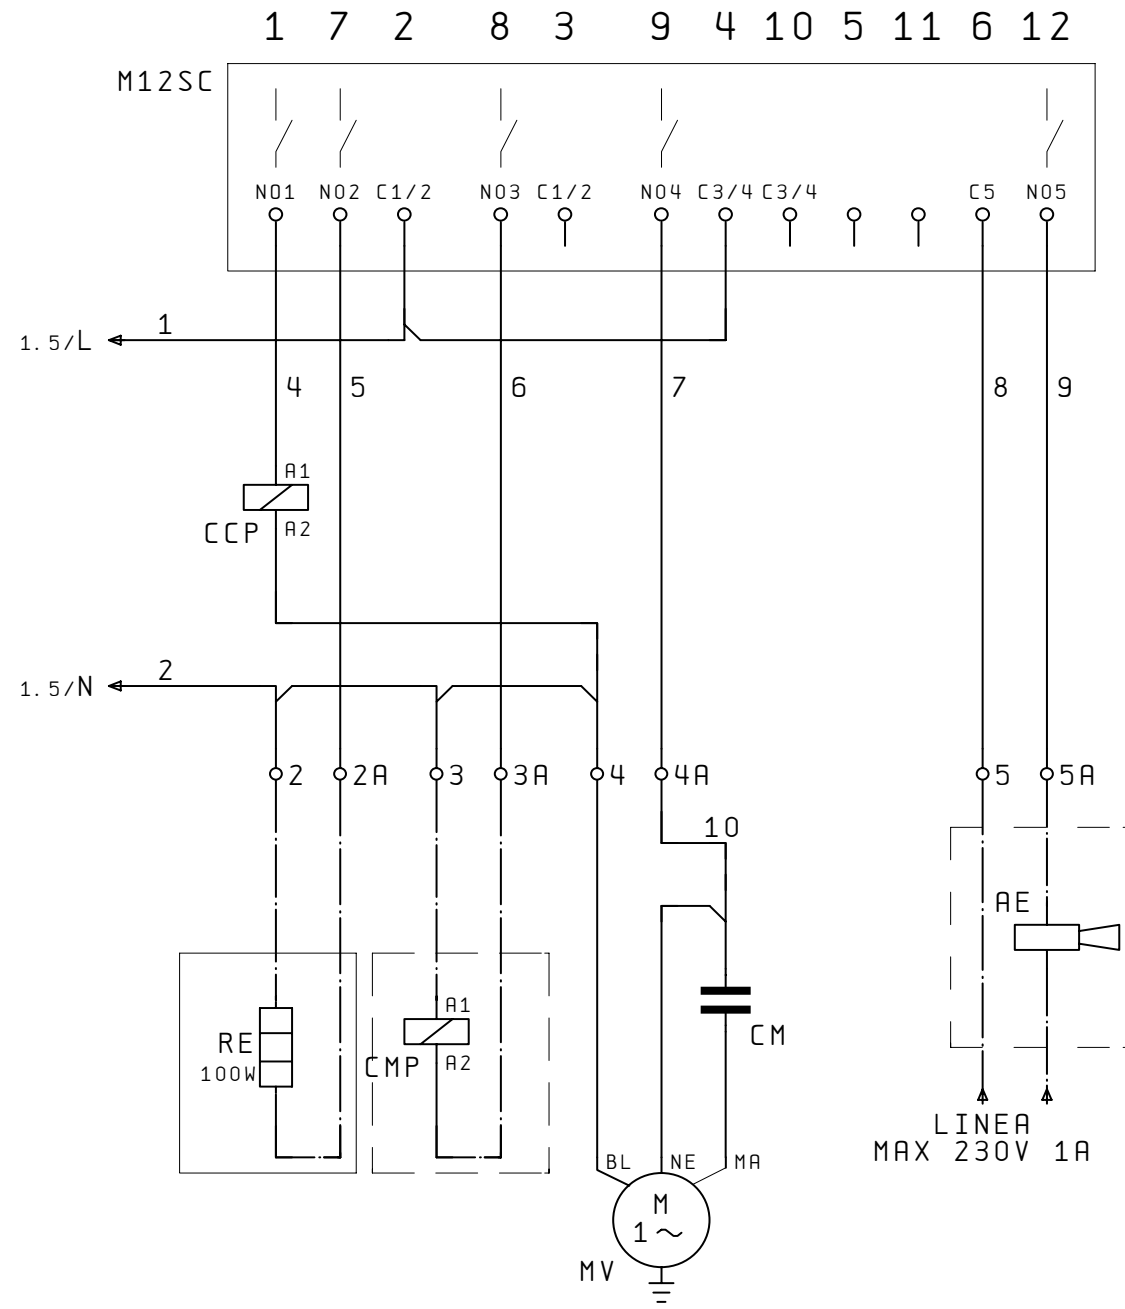 1 7 2 8 3 9 4 10 5 11 6 12
M12SC
NO1 NO2 C1/2 NO3 C1/2 NO4 C3/4 C3/4 C5 NO5
1
1.5/L
4 5 6 7 8 9
A1
CCP A2
2
1.5/N
2 2A 3 3A 4 4A 5 5A
10
AE
A1
RE CM
100W CMP A2
LINEA
MAX 230V 1A
BL NE MA
M
1~
MV